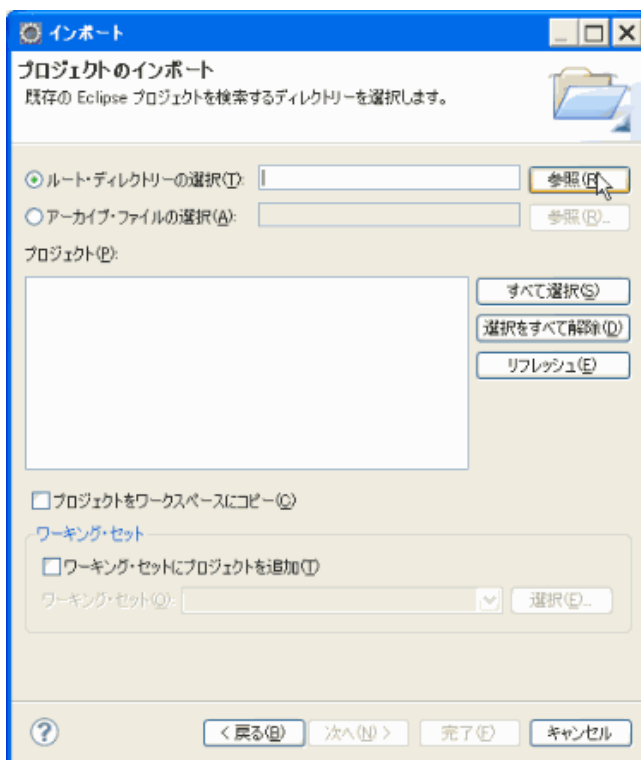 インポート
プロジェクトのインポート
既存の Eclipse プロジェクトを検索するディレクトリーを選択します。
ルート・ディレクトリーの選択(T):
参照(R)
アーカイブ・ファイルの選択(A):
参照(R)...
プロジェクト(P):
すべて選択(S)
選択をすべて解除(D)
リフレッシュ(E)
プロジェクトをワークスペースにコピー(C)
ワーキング・セット
ワーキング・セットにプロジェクトを追加(T)
ワーキング・セット(O):
選択(E)...
< 戻る(B)
次へ(N) >
完了(F)
キャンセル